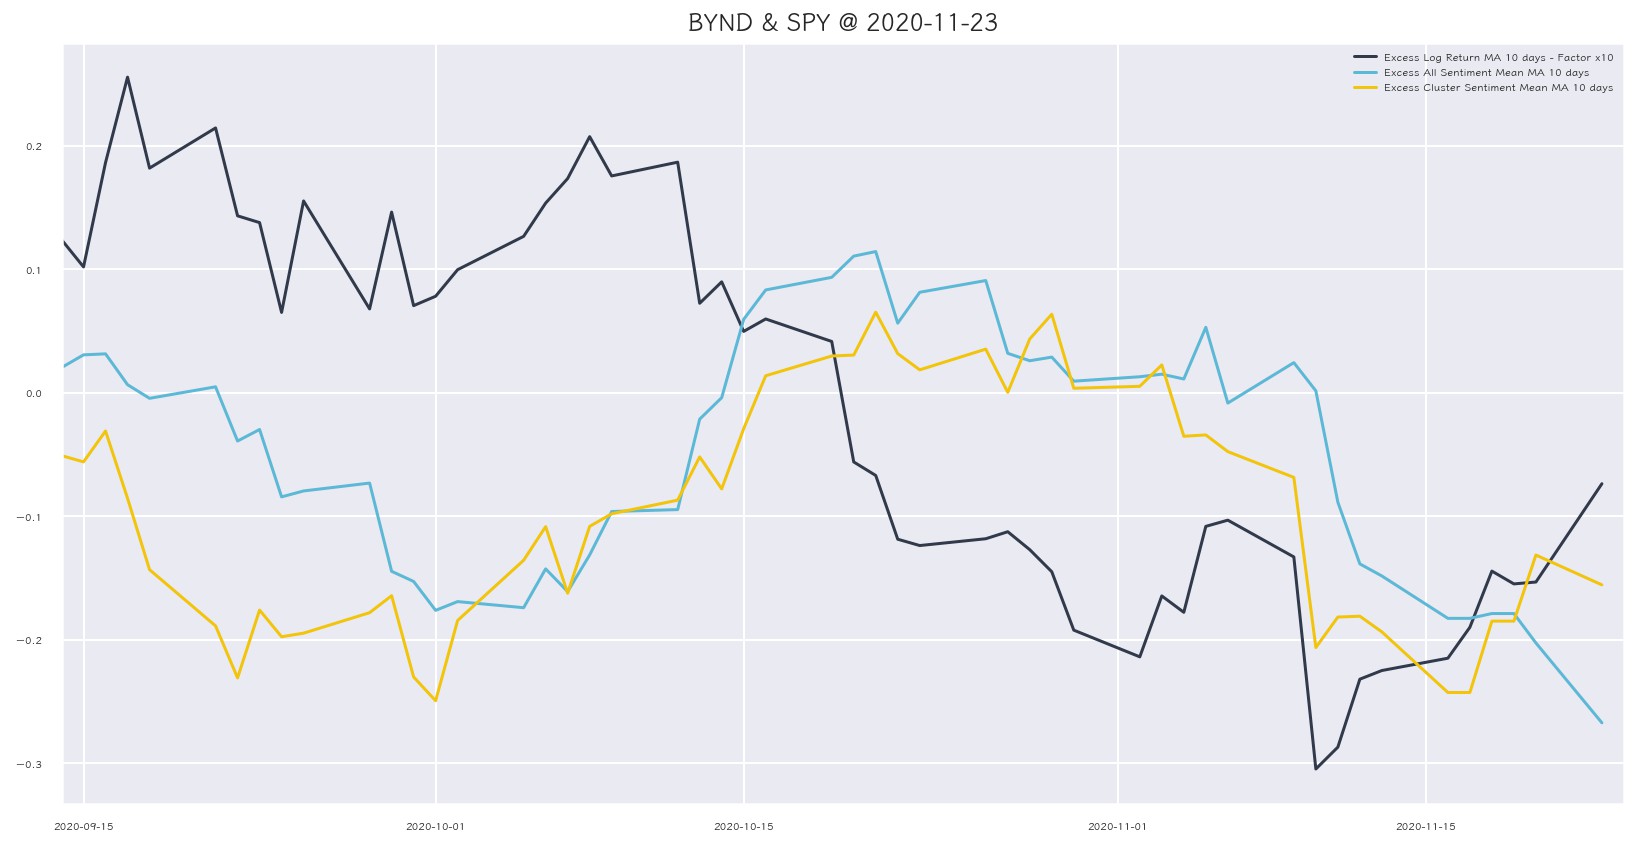 BYND & SPY @ 2020-11-23
Excess Log Return MA 10 days - Factor x10
Excess All Sentiment Mean MA 10 days
Excess Cluster Sentiment Mean MA 10 days
0.2
0.1
0.0
−0.1
−0.2
−0.3
2020-09-15 2020-10-01 2020-10-15 2020-11-01 2020-11-15